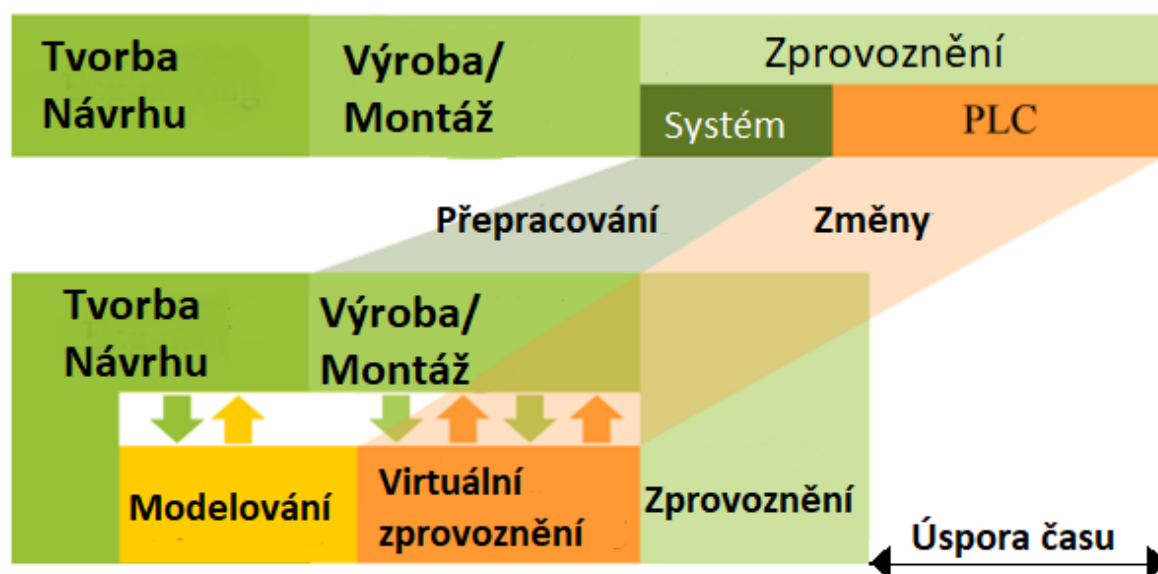 Tvorba
Návrhu
Výroba/
Montáž
Zprovoznění
Systém
PLC
Přepracování
Změny
Tvorba
Návrhu
Výroba/
Montáž
Modelování
Virtuální
zprovoznění
Zprovoznění
Úspora času